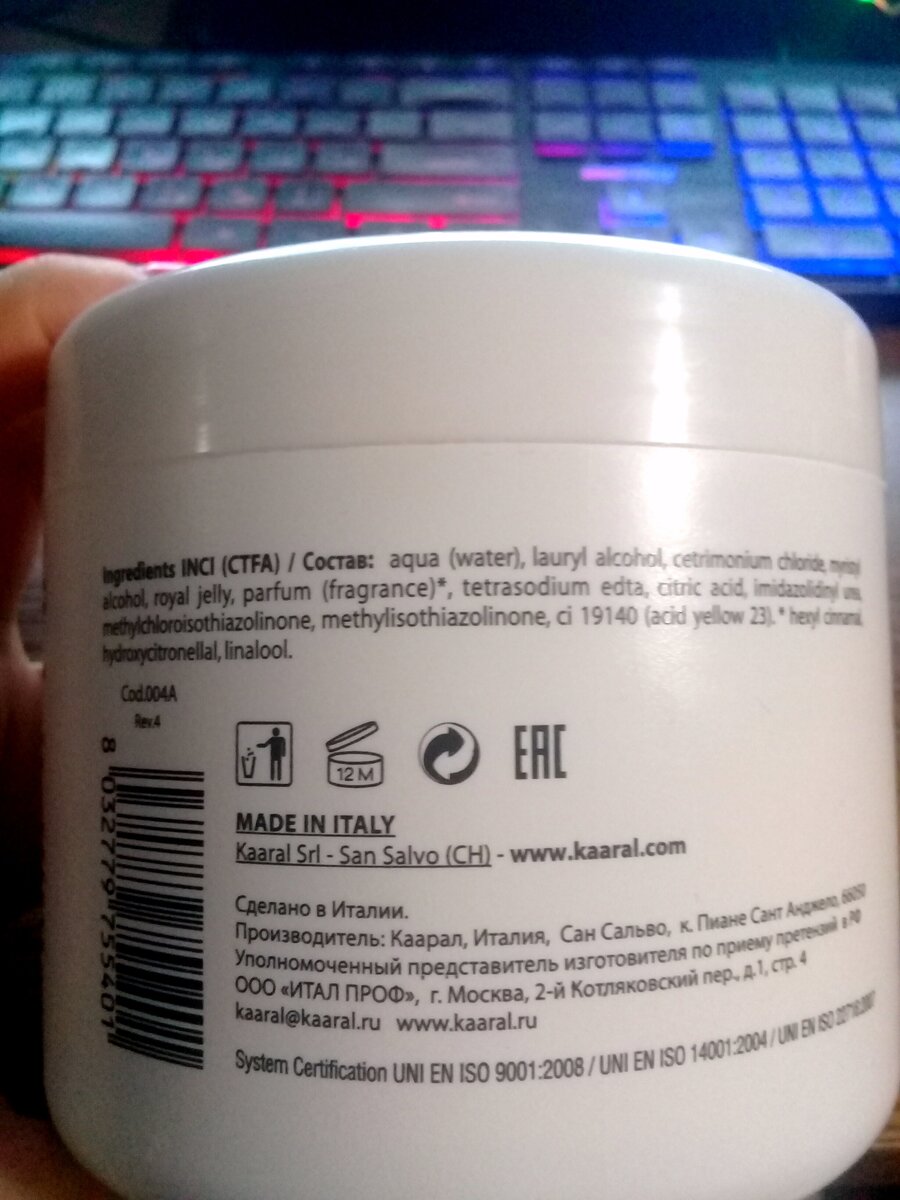 Ingredients INCI (CTFA) / Состав: aqua (water), lauryl alcohol, cetrimonium chloride, myristyl
alcohol, royal jelly, parfum (fragrance)*, tetrasodium edta, citric acid, imidazolidinyl urea,
methylchloroisothiazolinone, methylisothiazolinone, ci 19140 (acid yellow 23). * hexyl cinnamal,
hydroxycitronellal, linalool.
Cod.004A
Rev.4
12 M
EAC
8 032779 755401
MADE IN ITALY
Kaaral Srl - San Salvo (CH) - www.kaaral.com
Сделано в Италии.
Производитель: Каарал, Италия, Сан Сальво, к. Пиане Сант Анджело, 66050
Уполномоченный представитель изготовителя по приему претензий в РФ
ООО «ИТАЛ ПРОФ», г. Москва, 2-й Котляковский пер., д.1, стр. 4
kaaral@kaaral.ru www.kaaral.ru
System Certification UNI EN ISO 9001:2008 / UNI EN ISO 14001:2004 / UNI EN ISO 22716:2007